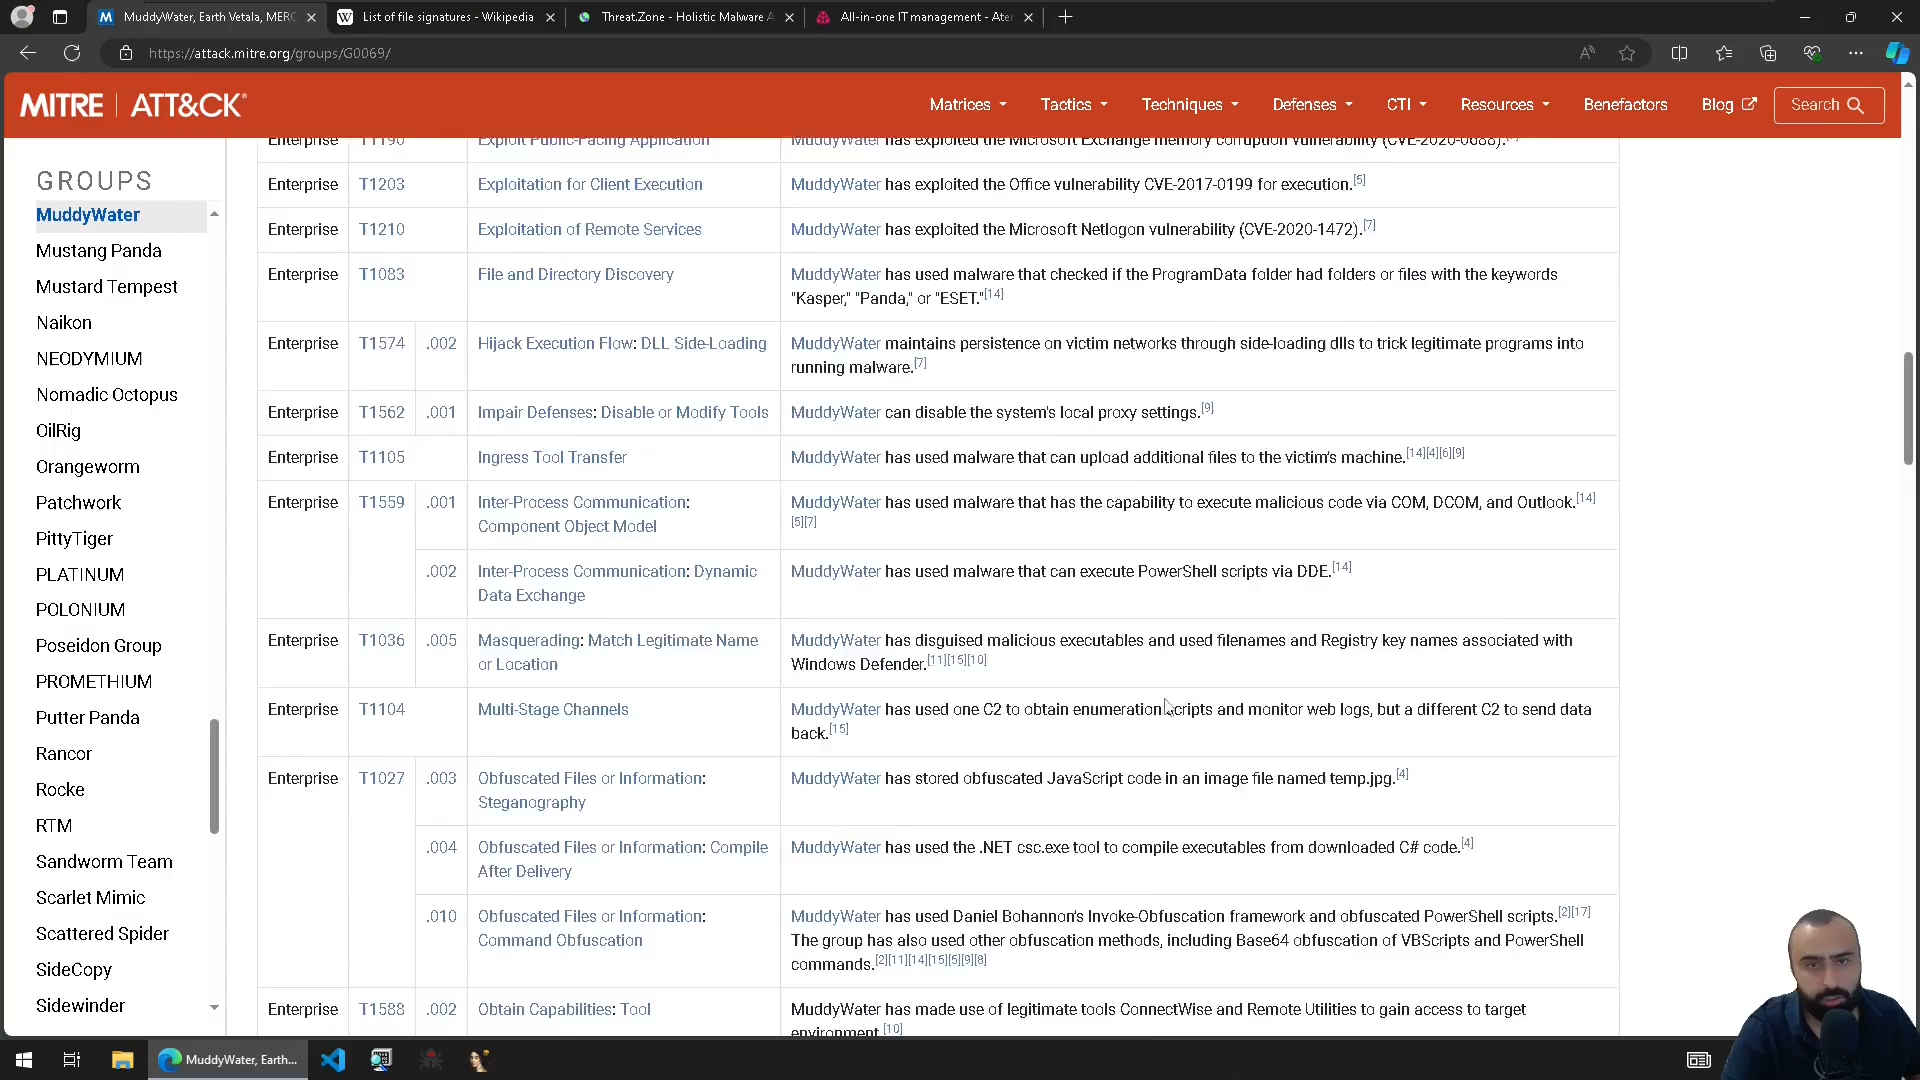 MuddyWater, Earth Vetala, MERC
List of file signatures - Wikipedia
Threat.Zone - Holistic Malware A
All-in-one IT management - Ater
https://attack.mitre.org/groups/G0069/
MITRE | ATT&CK®
Matrices
Tactics
Techniques
Defenses
CTI
Resources
Benefactors
Blog
Search
GROUPS
MuddyWater
Mustang Panda
Mustard Tempest
Naikon
NEODYMIUM
Nomadic Octopus
OilRig
Orangeworm
Patchwork
PittyTiger
PLATINUM
POLONIUM
Poseidon Group
PROMETHIUM
Putter Panda
Rancor
Rocke
RTM
Sandworm Team
Scarlet Mimic
Scattered Spider
SideCopy
Sidewinder
Enterprise T1190 Exploit Public-Facing Application MuddyWater has exploited the Microsoft Exchange memory corruption vulnerability (CVE-2020-0688).
Enterprise T1203 Exploitation for Client Execution MuddyWater has exploited the Office vulnerability CVE-2017-0199 for execution.[5]
Enterprise T1210 Exploitation of Remote Services MuddyWater has exploited the Microsoft Netlogon vulnerability (CVE-2020-1472).[7]
Enterprise T1083 File and Directory Discovery MuddyWater has used malware that checked if the ProgramData folder had folders or files with the keywords
"Kasper," "Panda," or "ESET."[14]
Enterprise T1574 .002 Hijack Execution Flow: DLL Side-Loading MuddyWater maintains persistence on victim networks through side-loading dlls to trick legitimate programs into
running malware.[7]
Enterprise T1562 .001 Impair Defenses: Disable or Modify Tools MuddyWater can disable the system's local proxy settings.[9]
Enterprise T1105 Ingress Tool Transfer MuddyWater has used malware that can upload additional files to the victim's machine.[14][4][6][9]
Enterprise T1559 .001 Inter-Process Communication: MuddyWater has used malware that has the capability to execute malicious code via COM, DCOM, and Outlook.[14]
Component Object Model [5][7]
.002 Inter-Process Communication: Dynamic MuddyWater has used malware that can execute PowerShell scripts via DDE.[14]
Data Exchange
Enterprise T1036 .005 Masquerading: Match Legitimate Name MuddyWater has disguised malicious executables and used filenames and Registry key names associated with
or Location Windows Defender.[11][15][10]
Enterprise T1104 Multi-Stage Channels MuddyWater has used one C2 to obtain enumeration scripts and monitor web logs, but a different C2 to send data
back.[15]
Enterprise T1027 .003 Obfuscated Files or Information: MuddyWater has stored obfuscated JavaScript code in an image file named temp.jpg.[4]
Steganography
.004 Obfuscated Files or Information: Compile MuddyWater has used the .NET csc.exe tool to compile executables from downloaded C# code.[4]
After Delivery
.010 Obfuscated Files or Information: MuddyWater has used Daniel Bohannon's Invoke-Obfuscation framework and obfuscated PowerShell scripts.[2][17]
Command Obfuscation The group has also used other obfuscation methods, including Base64 obfuscation of VBScripts and PowerShell
commands.[2][11][14][15][5][9][8]
Enterprise T1588 .002 Obtain Capabilities: Tool MuddyWater has made use of legitimate tools ConnectWise and Remote Utilities to gain access to target
environment.[10]
MuddyWater, Earth...